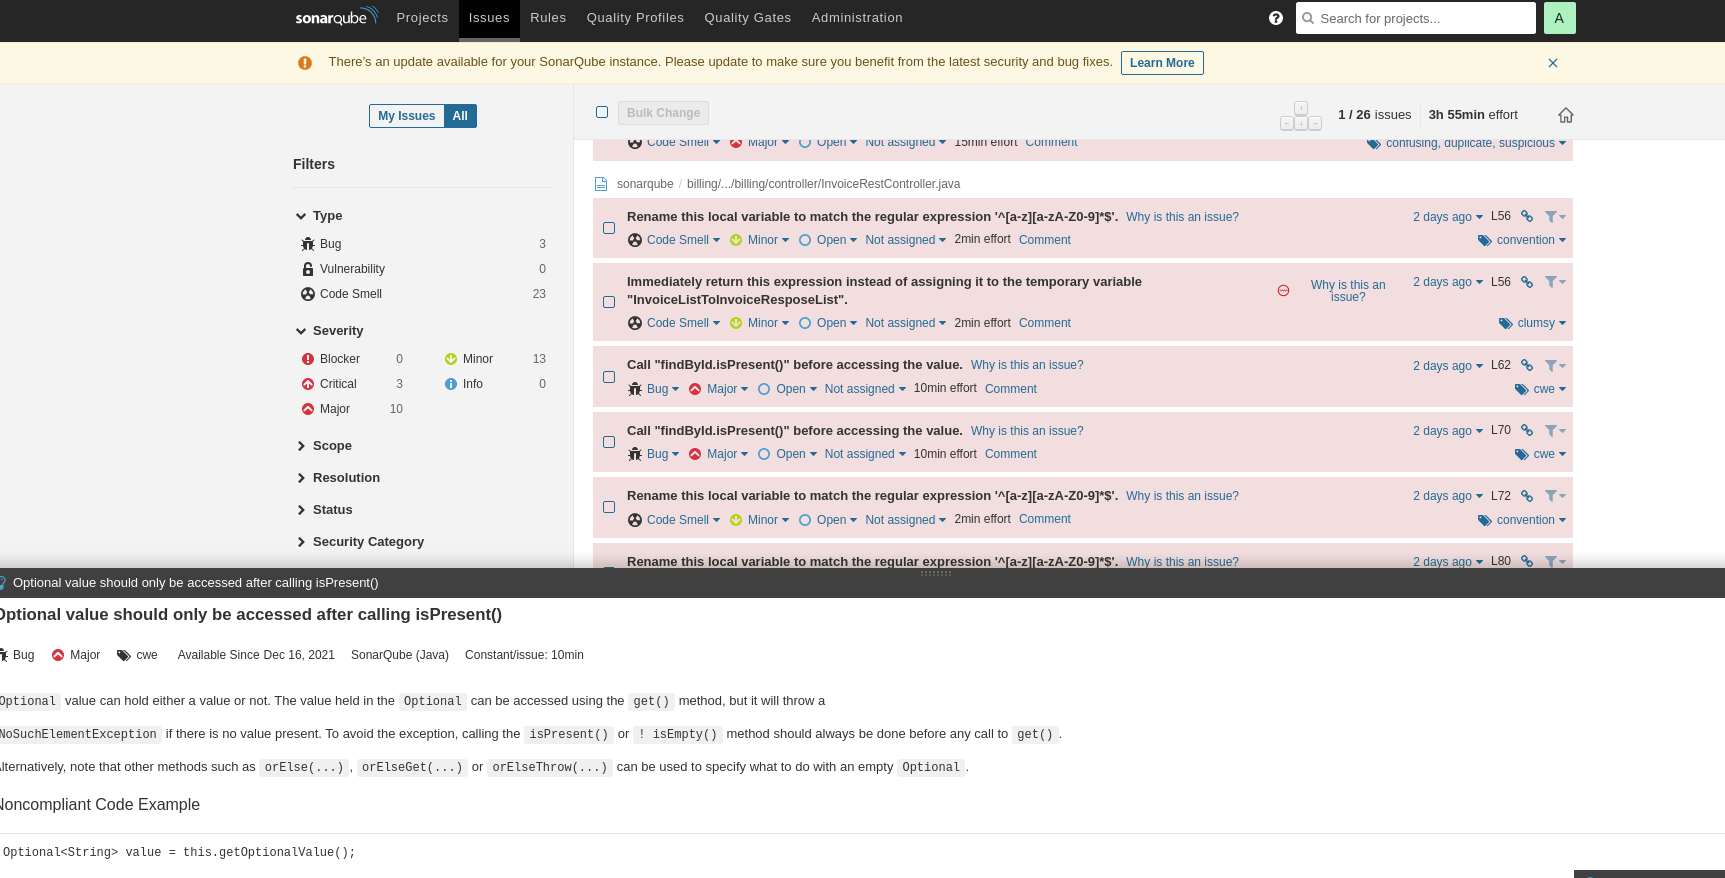 sonarqube Projects Issues Rules Quality Profiles Quality Gates Administration Search for projects... A
There's an update available for your SonarQube instance. Please update to make sure you benefit from the latest security and bug fixes. Learn More
My Issues All
Filters
Type
Bug 3
Vulnerability 0
Code Smell 23
Severity
Blocker 0 Minor 13
Critical 3 Info 0
Major 10
Scope
Resolution
Status
Security Category
Bulk Change 1 / 26 issues 3h 55min effort
Code Smell Major Open Not assigned 15min effort Comment confusing, duplicate, suspicious
sonarqube / billing/.../billing/controller/InvoiceRestController.java
Rename this local variable to match the regular expression '^[a-z][a-zA-Z0-9]*$'. Why is this an issue? 2 days ago L56
Code Smell Minor Open Not assigned 2min effort Comment convention
Immediately return this expression instead of assigning it to the temporary variable
"InvoiceListToInvoiceResposeList". Why is this an issue? 2 days ago L56
Code Smell Minor Open Not assigned 2min effort Comment clumsy
Call "findById.isPresent()" before accessing the value. Why is this an issue? 2 days ago L62
Bug Major Open Not assigned 10min effort Comment cwe
Call "findById.isPresent()" before accessing the value. Why is this an issue? 2 days ago L70
Bug Major Open Not assigned 10min effort Comment cwe
Rename this local variable to match the regular expression '^[a-z][a-zA-Z0-9]*$'. Why is this an issue? 2 days ago L72
Code Smell Minor Open Not assigned 2min effort Comment convention
Rename this local variable to match the regular expression '^[a-z][a-zA-Z0-9]*$'. Why is this an issue? 2 days ago L80
Optional value should only be accessed after calling isPresent()
Optional value should only be accessed after calling isPresent()
Bug Major cwe Available Since Dec 16, 2021 SonarQube (Java) Constant/issue: 10min
Optional value can hold either a value or not. The value held in the Optional can be accessed using the get() method, but it will throw a
NoSuchElementException if there is no value present. To avoid the exception, calling the isPresent() or ! isEmpty() method should always be done before any call to get().
Alternatively, note that other methods such as orElse(...), orElseGet(...) or orElseThrow(...) can be used to specify what to do with an empty Optional.
Noncompliant Code Example
Optional<String> value = this.getOptionalValue();